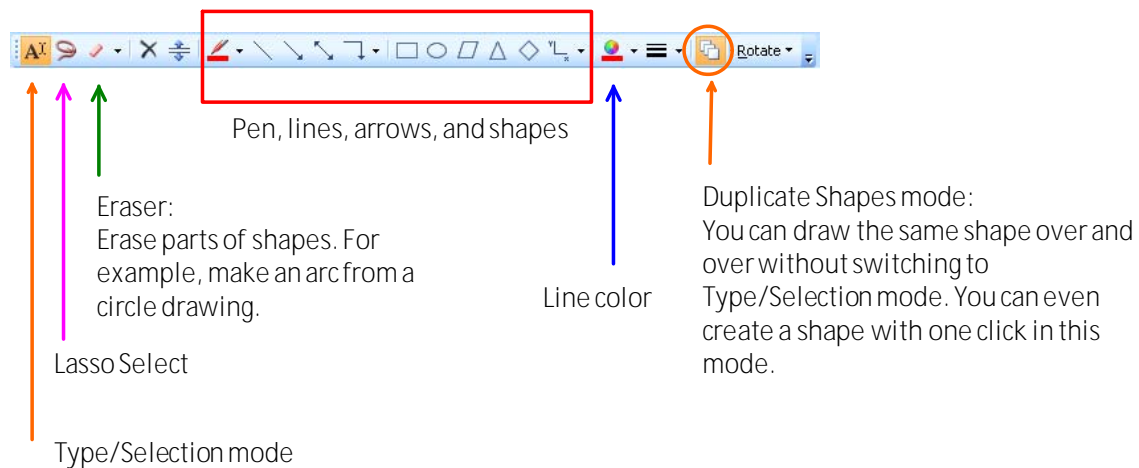 Rotate
Pen, lines, arrows, and shapes
Eraser:
Erase parts of shapes. For
example, make an arc from a
circle drawing.
Duplicate Shapes mode:
You can draw the same shape over and
over without switching to
Type/Selection mode. You can even
create a shape with one click in this
mode.
Line color
Lasso Select
Type/Selection mode